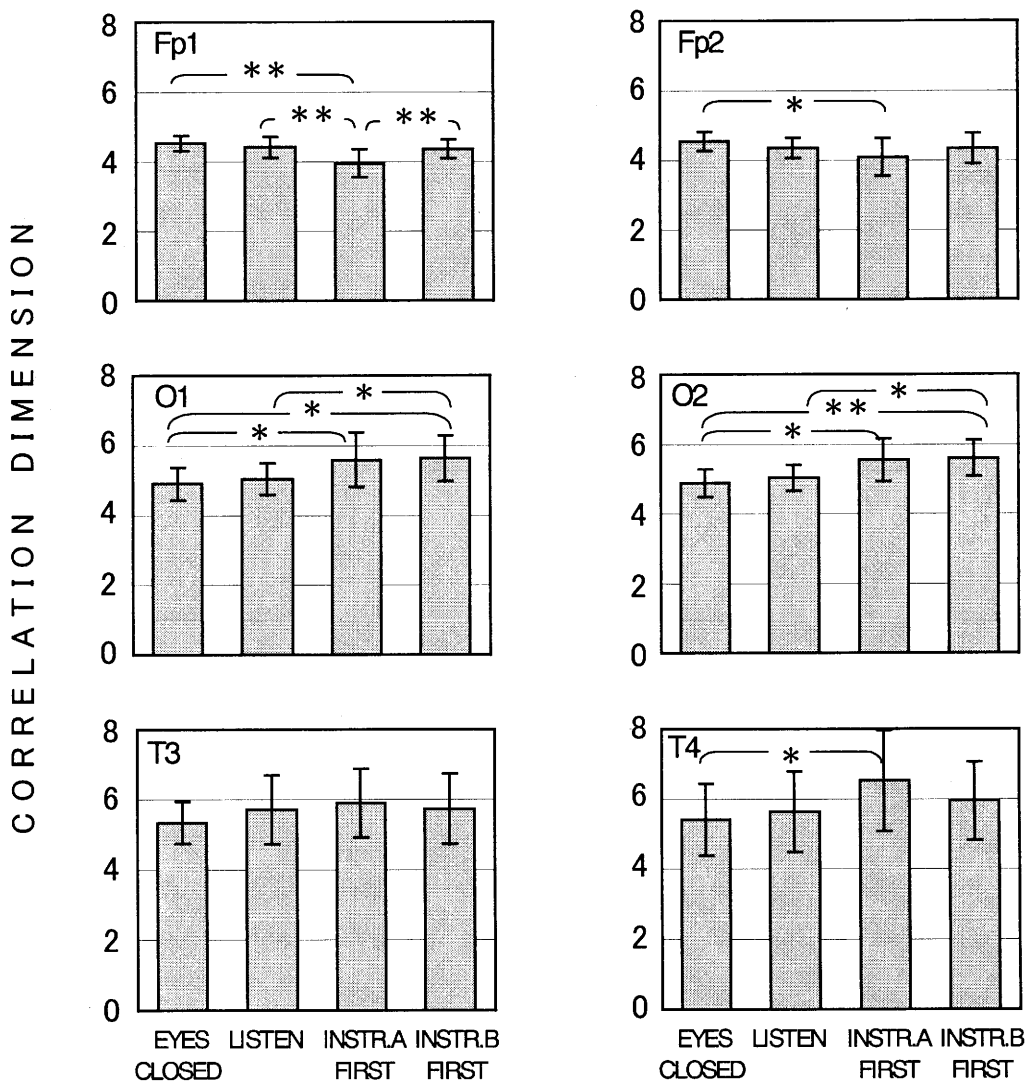 CORRELATION DIMENSION
Fp1
8
6
4
2
0
**
**
**
Fp2
8
6
4
2
0
*
O1
8
6
4
2
0
*
*
*
O2
8
6
4
2
0
*
**
*
T3
8
6
4
2
0
EYES CLOSED
LISTEN
INSTR.A FIRST
INSTR.B FIRST
T4
8
6
4
2
0
*
EYES CLOSED
LISTEN
INSTR.A FIRST
INSTR.B FIRST